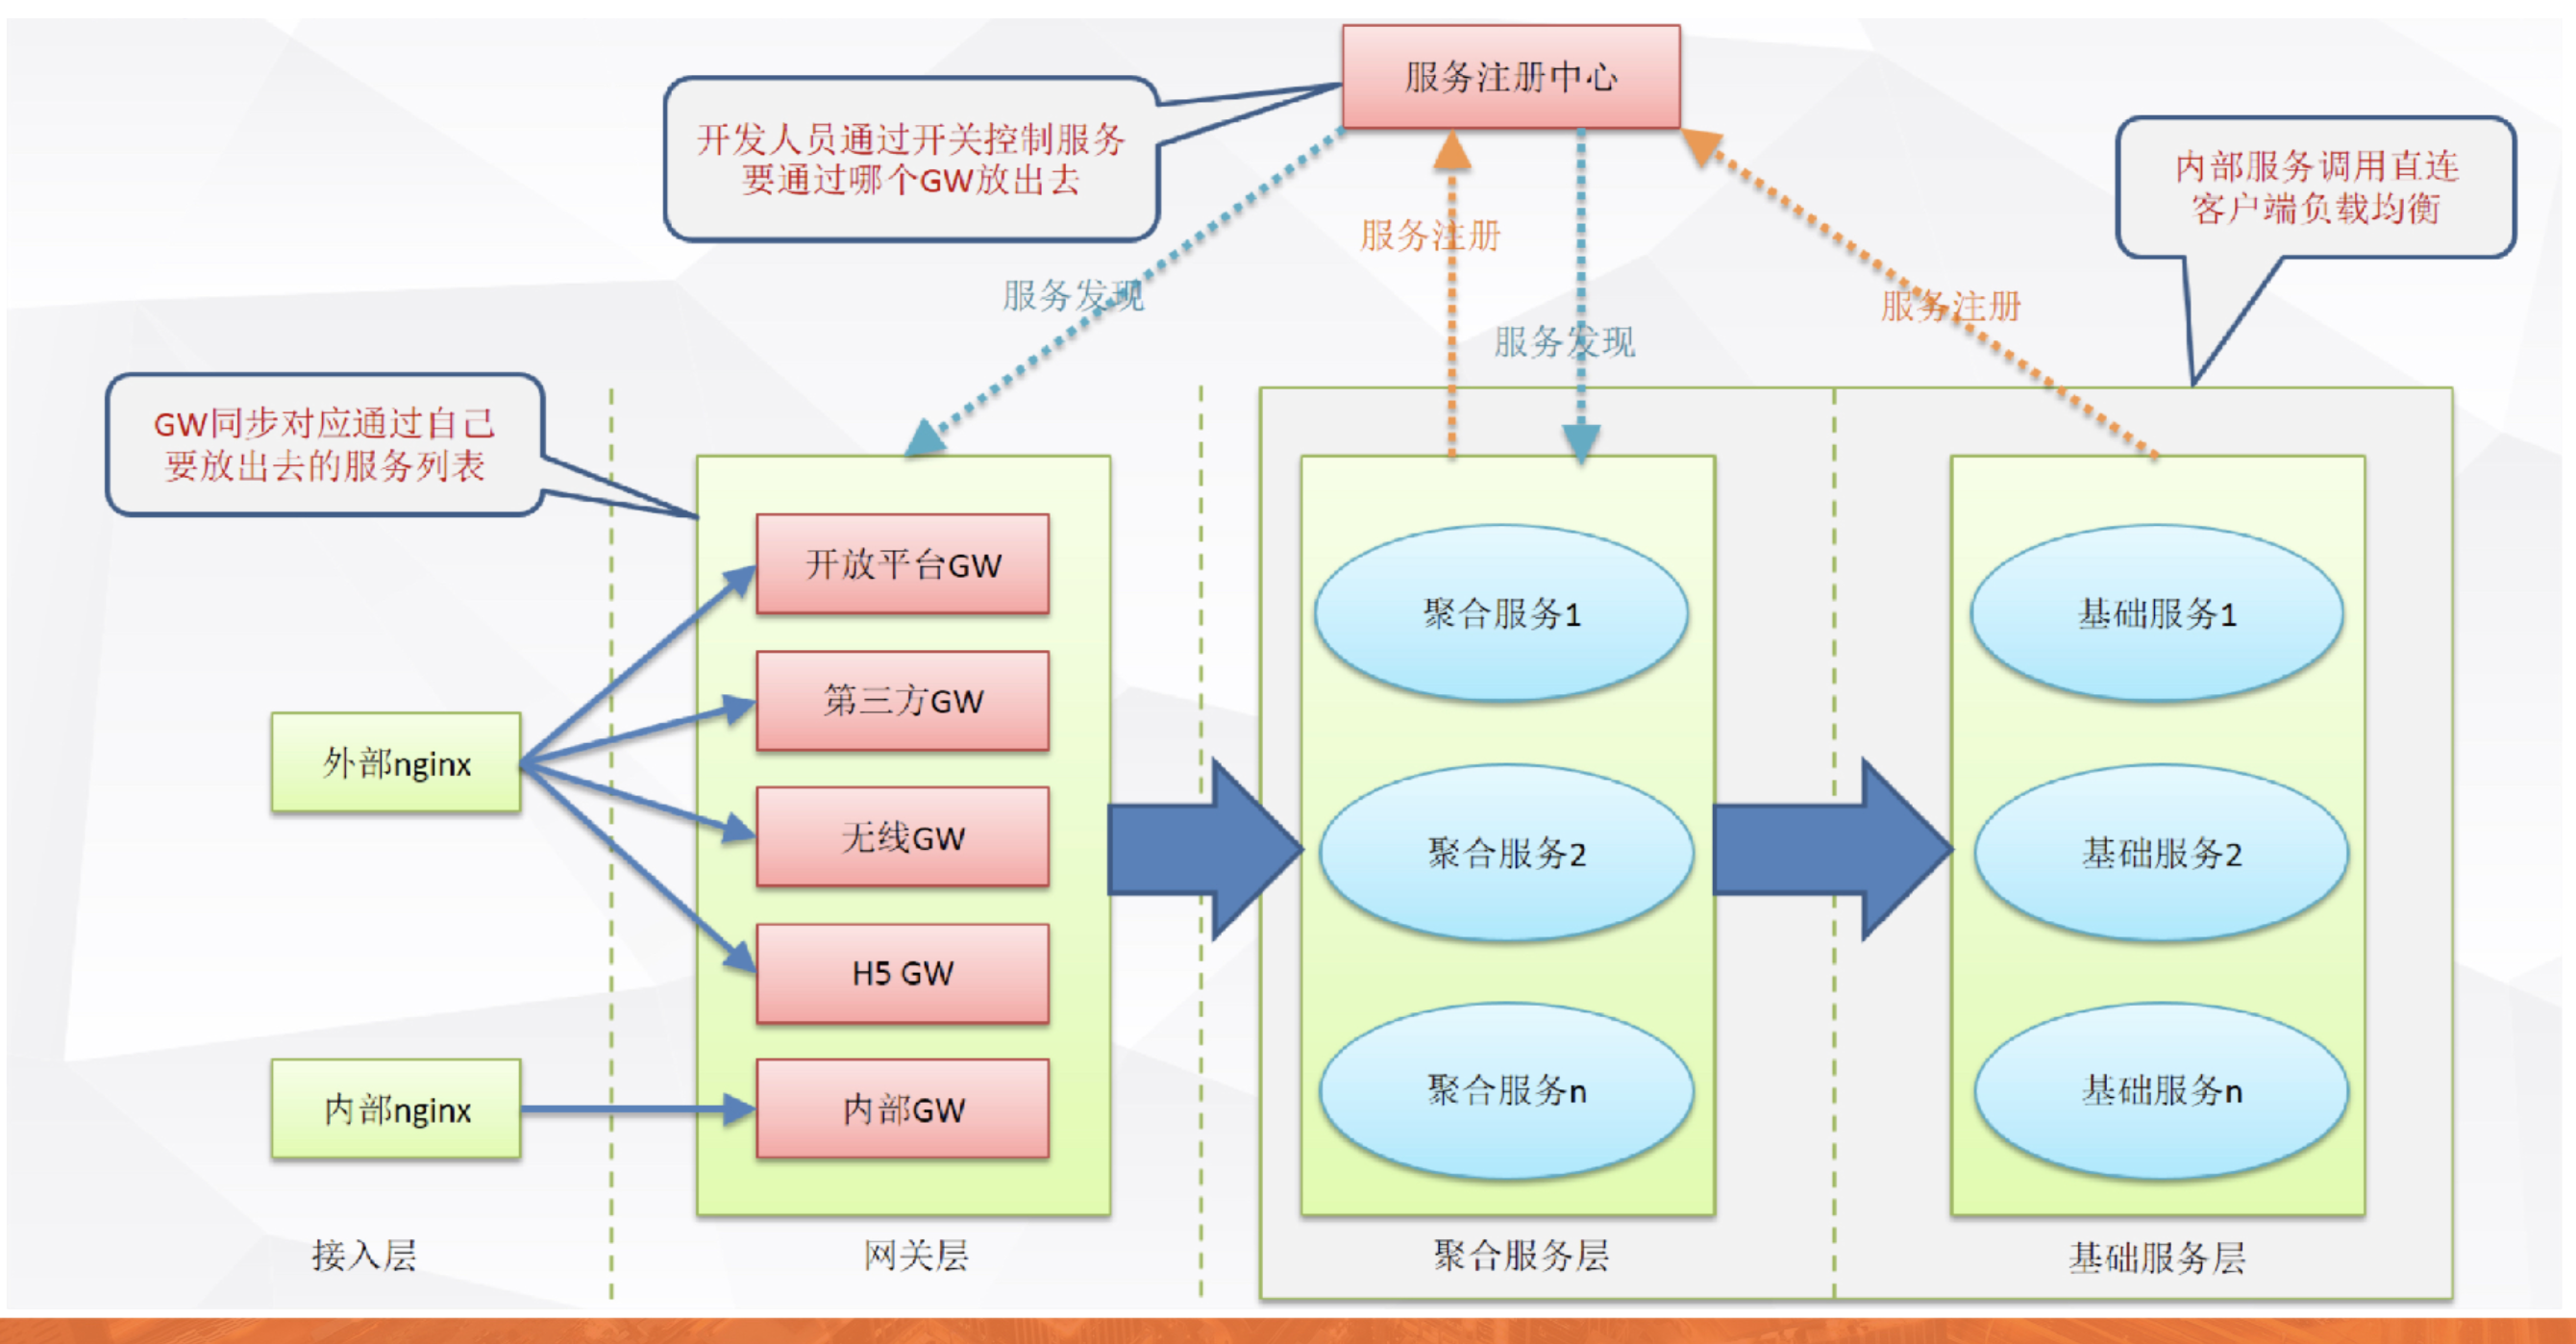 服务注册中心
开发人员通过开关控制服务
要通过哪个GW放出去
内部服务调用直连
客户端负载均衡
服务注册
服务发现
服务注册
服务发现
GW同步对应通过自己
要放出去的服务列表
开放平台GW
第三方GW
无线GW
H5 GW
内部GW
外部nginx
内部nginx
聚合服务1
聚合服务2
聚合服务n
基础服务1
基础服务2
基础服务n
接入层
网关层
聚合服务层
基础服务层